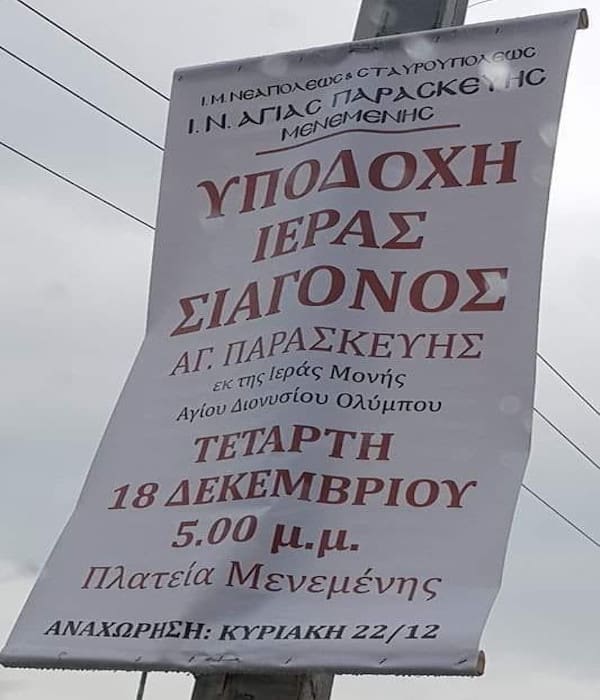 Ι.Μ. ΝΕΑΠΟΛΕΩΣ & ΣΤΑΥΡΟΥΠΟΛΕΩΣ
Ι. Ν. ΑΓΙΑΣ ΠΑΡΑΣΚΕΥΗΣ
ΜΕΝΕΜΕΝΗΣ
ΥΠΟΔΟΧΗ
ΙΕΡΑΣ
ΣΙΑΓΟΝΟΣ
ΑΓ. ΠΑΡΑΣΚΕΥΗΣ
εκ της Ιεράς Μονής
Αγίου Διονυσίου Ολύμπου
ΤΕΤΑΡΤΗ
18 ΔΕΚΕΜΒΡΙΟΥ
5.00 μ.μ.
Πλατεία Μενεμένης
ΑΝΑΧΩΡΗΣΗ: ΚΥΡΙΑΚΗ 22/12